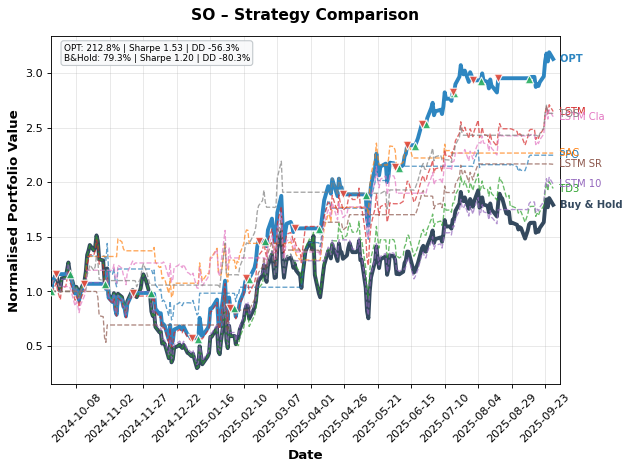 SO – Strategy Comparison
OPT: 212.8% | Sharpe 1.53 | DD -56.3%
B&Hold: 79.3% | Sharpe 1.20 | DD -80.3%
Normalised Portfolio Value
3.0
2.5
2.0
1.5
1.0
0.5
OPT
LSTM Cla
PPO
LSTM SR
LSTM 10
TD3
Buy & Hold
2024-10-08
2024-11-02
2024-11-27
2024-12-22
2025-01-16
2025-02-10
2025-03-07
2025-04-01
2025-04-26
2025-05-21
2025-06-15
2025-07-10
2025-08-04
2025-08-29
2025-09-23
Date